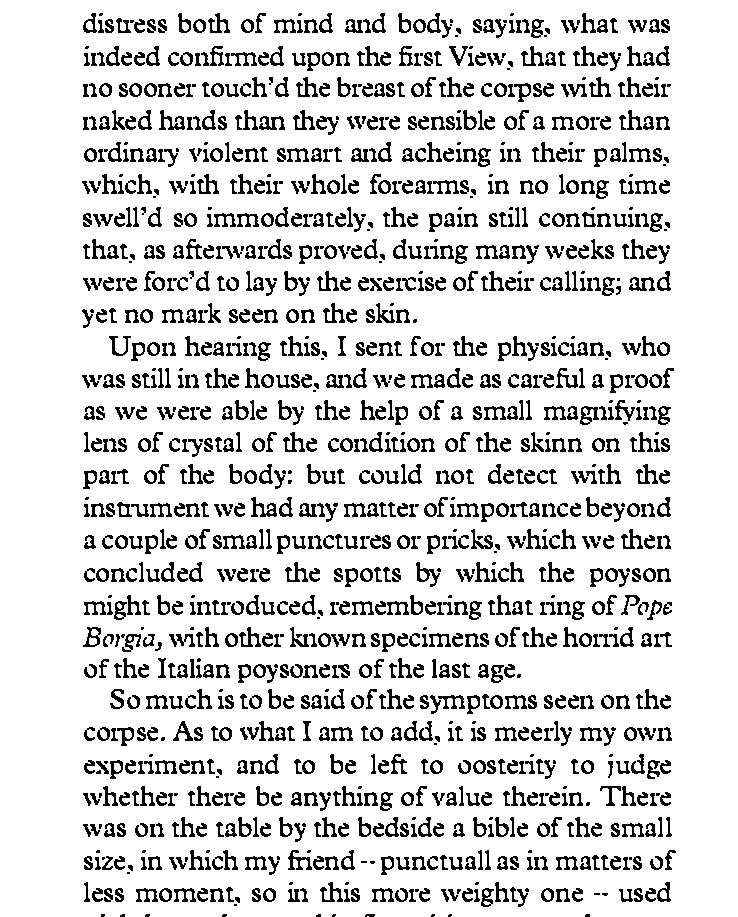 distress both of mind and body, saying, what was
indeed confirmed upon the first View, that they had
no sooner touch'd the breast of the corpse with their
naked hands than they were sensible of a more than
ordinary violent smart and acheing in their palms,
which, with their whole forearms, in no long time
swell'd so immoderately, the pain still continuing,
that, as afterwards proved, during many weeks they
were forc'd to lay by the exercise of their calling; and
yet no mark seen on the skin.
Upon hearing this, I sent for the physician, who
was still in the house, and we made as careful a proof
as we were able by the help of a small magnifying
lens of crystal of the condition of the skinn on this
part of the body: but could not detect with the
instrument we had any matter of importance beyond
a couple of small punctures or pricks, which we then
concluded were the spotts by which the poyson
might be introduced, remembering that ring of Pope
Borgia, with other known specimens of the horrid art
of the Italian poysoners of the last age.
So much is to be said of the symptoms seen on the
corpse. As to what I am to add, it is meerly my own
experiment, and to be left to oosterity to judge
whether there be anything of value therein. There
was on the table by the bedside a bible of the small
size, in which my friend -- punctuall as in matters of
less moment, so in this more weighty one -- used